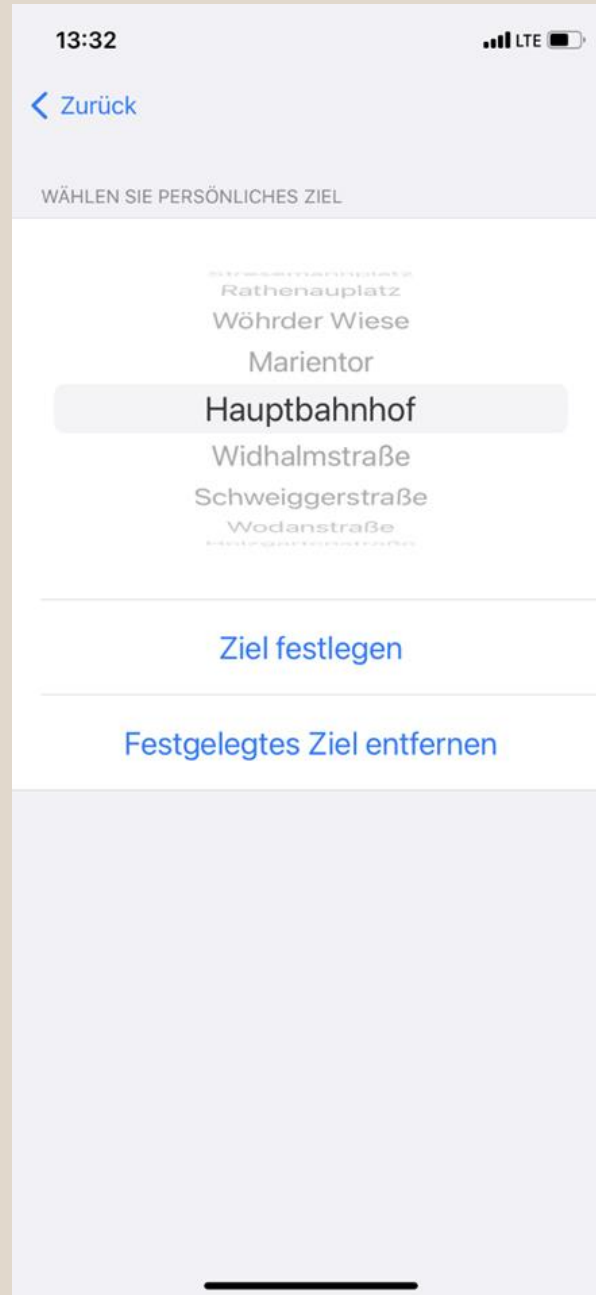 13:32
LTE
Zurück
WÄHLEN SIE PERSÖNLICHES ZIEL
Stresemannplatz
Rathenauplatz
Wöhrder Wiese
Marientor
Hauptbahnhof
Widhalmstraße
Schweiggerstraße
Wodanstraße
Ziel festlegen
Festgelegtes Ziel entfernen